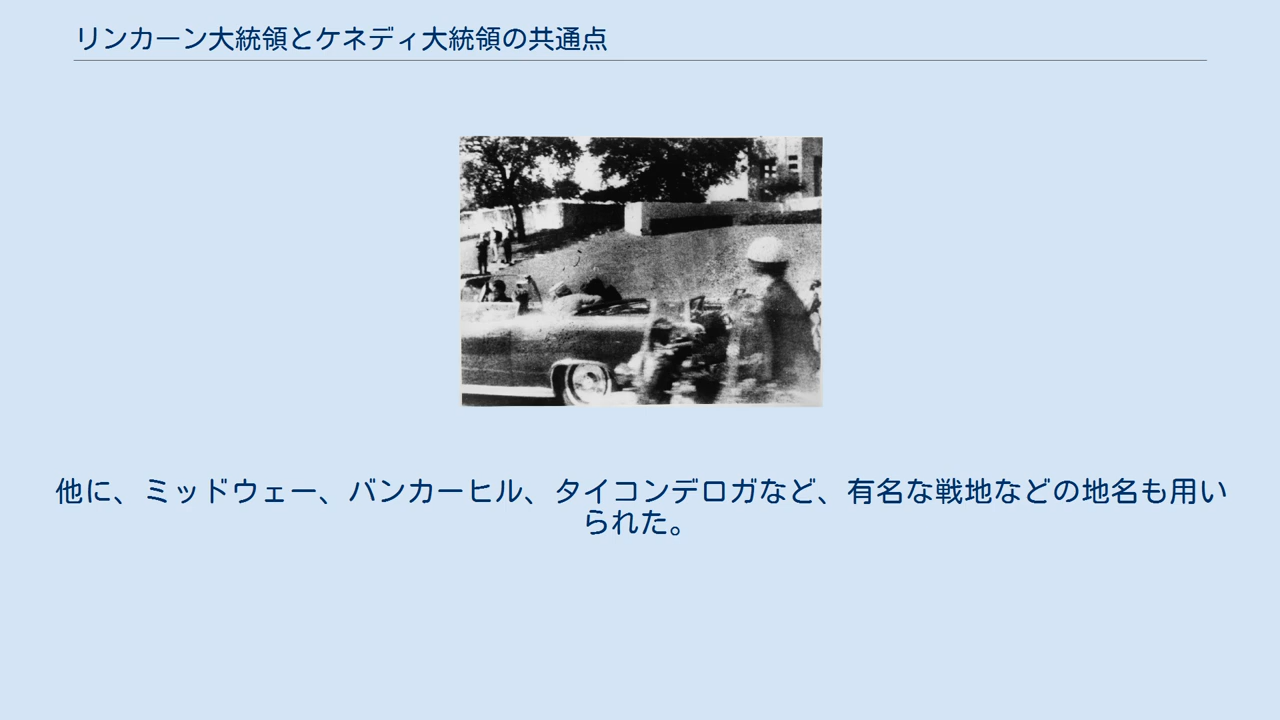 リンカーン大統領とケネディ大統領の共通点
他に、ミッドウェー、バンカーヒル、タイコンデロガなど、有名な戦地などの地名も用い
られた。